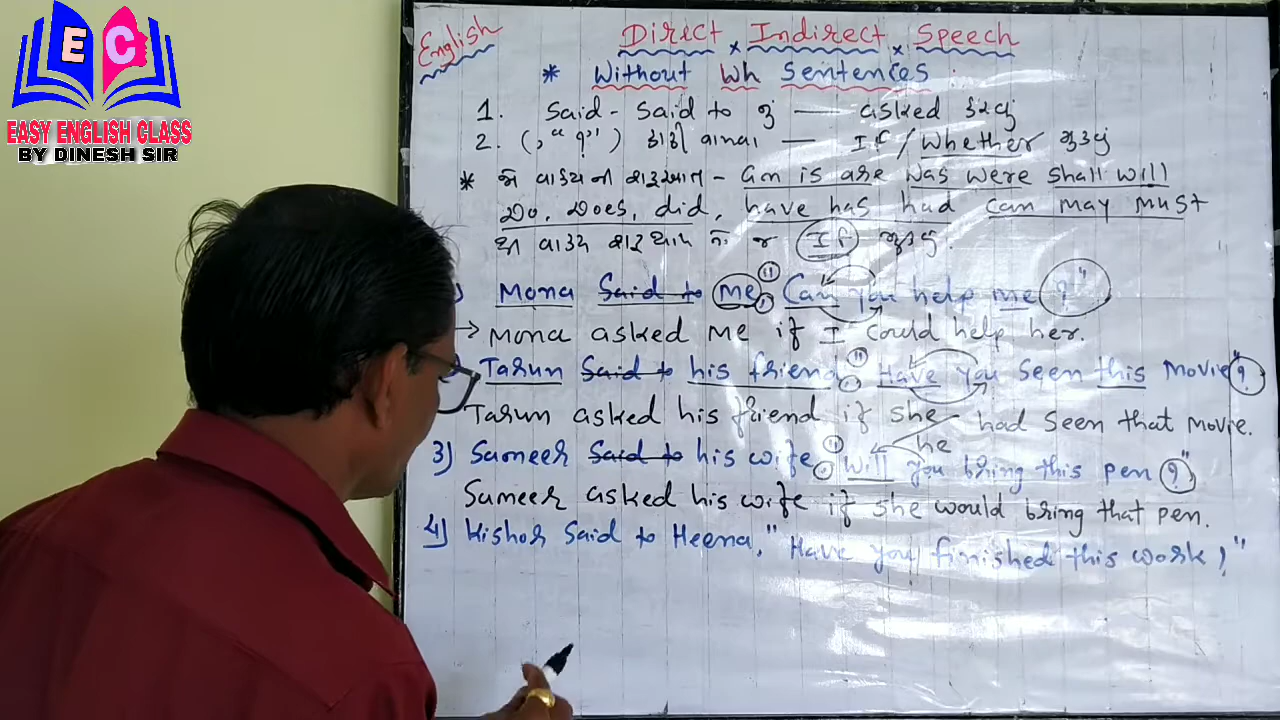 E C
EASY ENGLISH CLASS
BY DINESH SIR
English
Direct x Indirect x Speech
* Without Wh Sentences
1. Said - Said to નું — asked કરવું
2. (, " ?") કાઢી — If / Whether મૂકવું
* જે વાક્યની શરૂઆત - am is are was were shall will
Do, Does, did, have has had can may must
વાક્ય If મૂકવું.
Mona Said to me, " Can you help me ?"
→ Mona asked me if I could help her.
Tarun Said to his friend, " Have you seen this movie ?"
Tarun asked his friend if she had seen that movie.
he
3) Sameer Said to his wife, " Will you bring this pen ?"
Sameer asked his wife if she would bring that pen.
4) Kishor Said to Heena, " Have you finished this work ?"